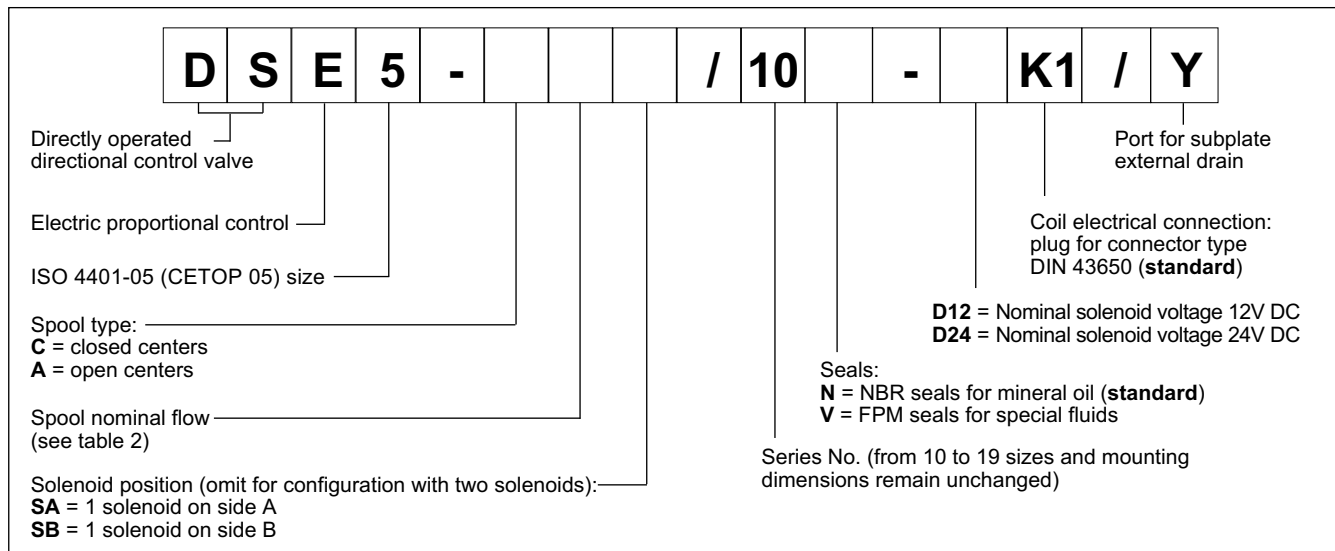 D S E 5 - / 10 - K1 / Y
Directly operated
directional control valve
Electric proportional control
ISO 4401-05 (CETOP 05) size
Spool type:
C = closed centers
A = open centers
Spool nominal flow
(see table 2)
Solenoid position (omit for configuration with two solenoids):
SA = 1 solenoid on side A
SB = 1 solenoid on side B
Port for subplate
external drain
Coil electrical connection:
plug for connector type
DIN 43650 (standard)
D12 = Nominal solenoid voltage 12V DC
D24 = Nominal solenoid voltage 24V DC
Seals:
N = NBR seals for mineral oil (standard)
V = FPM seals for special fluids
Series No. (from 10 to 19 sizes and mounting
dimensions remain unchanged)